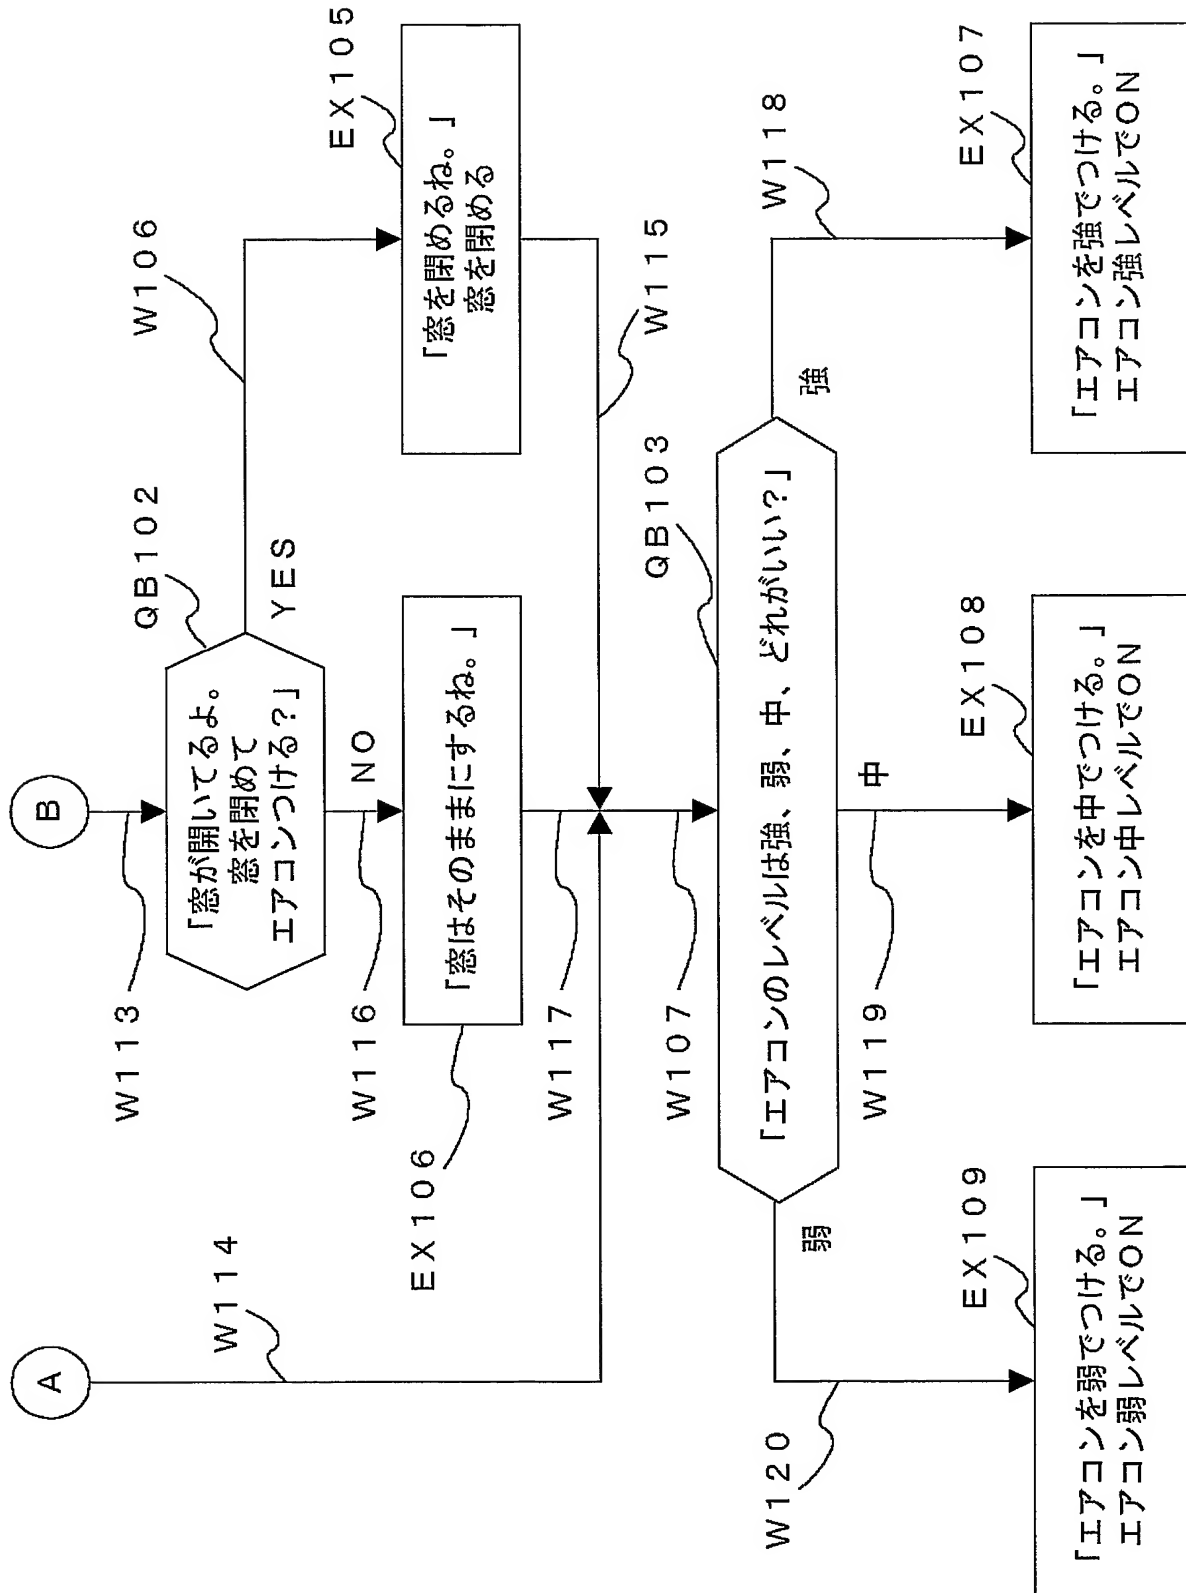 A
B
W114
W113
「窓が開いてるよ。
窓を閉めて
エアコンつける?」
QB102
YES
W106
W116
NO
EX106
「窓はそのままにするね。」
EX105
「窓を閉めるね。」
窓を閉める
W117
W115
W107
QB103
「エアコンのレベルは強、弱、中、どれがいい?」
弱
中
強
W120
W119
W118
EX109
「エアコンを弱でつける。」
エアコン弱レベルでON
EX108
「エアコンを中でつける。」
エアコン中レベルでON
EX107
「エアコンを強でつける。」
エアコン強レベルでON